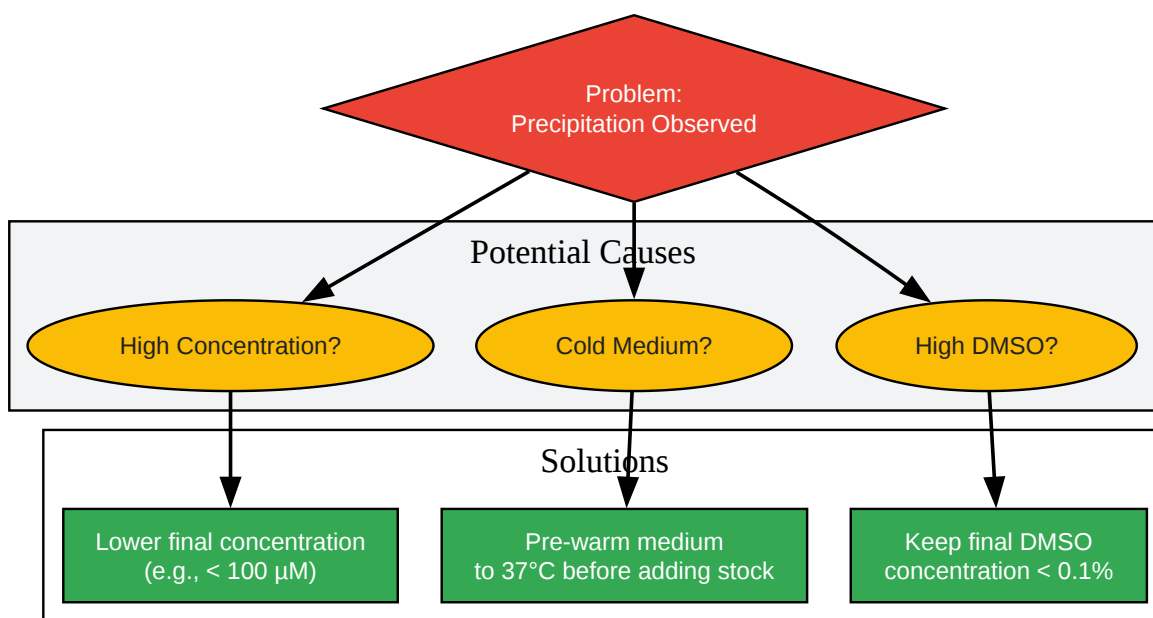 Problem:
Precipitation Observed
Potential Causes
High Concentration?
Cold Medium?
High DMSO?
Solutions
Lower final concentration
(e.g., < 100 µM)
Pre-warm medium
to 37°C before adding stock
Keep final DMSO
concentration < 0.1%